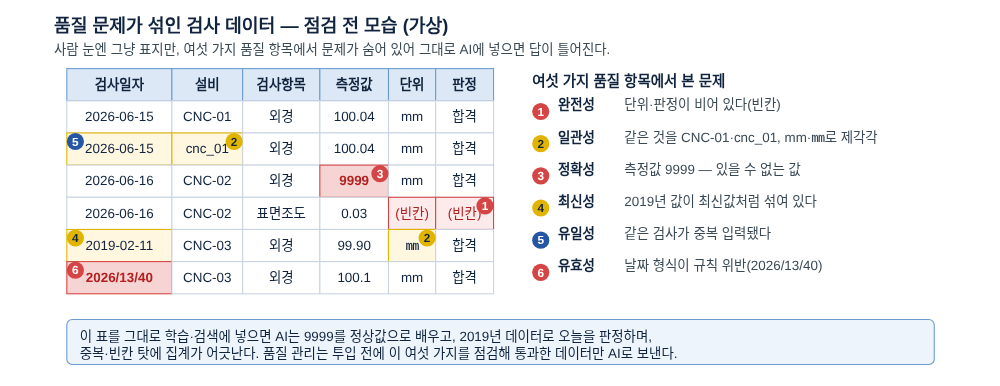 품질 문제가 섞인 검사 데이터 — 점검 전 모습 (가상)
사람 눈엔 그냥 표지만, 여섯 가지 품질 항목에서 문제가 숨어 있어 그대로 AI에 넣으면 답이 틀어진다.
검사일자 설비 검사항목 측정값 단위 판정
2026-06-15 CNC-01 외경 100.04 mm 합격
5 2026-06-15 cnc_01 2 외경 100.04 mm 합격
2026-06-16 CNC-02 외경 9999 3 mm 합격
2026-06-16 CNC-02 표면조도 0.03 (빈칸) (빈칸) 1
4 2019-02-11 CNC-03 외경 99.90 ㎜ 2 합격
6 2026/13/40 CNC-03 외경 100.1 mm 합격
여섯 가지 품질 항목에서 본 문제
1 완전성 단위·판정이 비어 있다(빈칸)
2 일관성 같은 것을 CNC-01·cnc_01, mm·㎜로 제각각
3 정확성 측정값 9999 — 있을 수 없는 값
4 최신성 2019년 값이 최신값처럼 섞여 있다
5 유일성 같은 검사가 중복 입력됐다
6 유효성 날짜 형식이 규칙 위반(2026/13/40)
이 표를 그대로 학습·검색에 넣으면 AI는 9999를 정상값으로 배우고, 2019년 데이터로 오늘을 판정하며,
중복·빈칸 탓에 집계가 어긋난다. 품질 관리는 투입 전에 이 여섯 가지를 점검해 통과한 데이터만 AI로 보낸다.